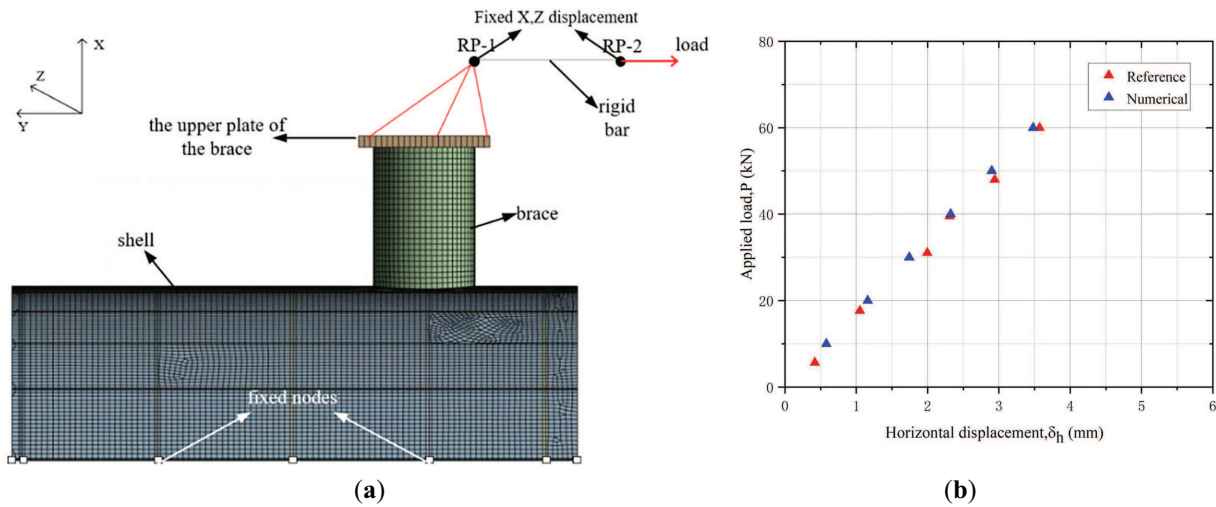 Fixed X,Z displacement
RP-1
RP-2
load
X
Z
Y
rigid
bar
the upper plate of
the brace
brace
shell
fixed nodes
(a)
80
60
40
20
0
Applied load,P (kN)
Reference
Numerical
0 1 2 3 4 5 6
Horizontal displacement,δh (mm)
(b)